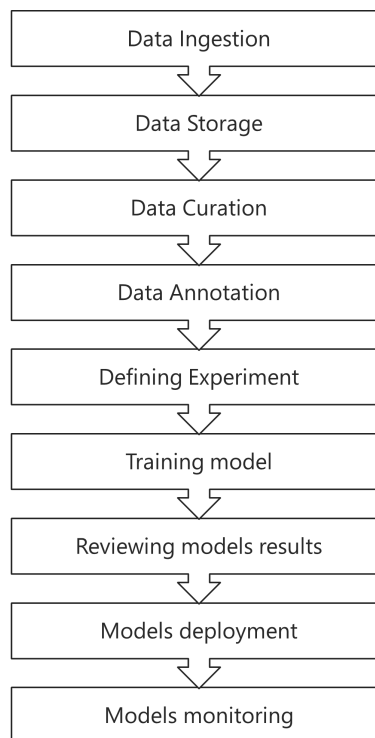 Data Ingestion
Data Storage
Data Curation
Data Annotation
Defining Experiment
Training model
Reviewing models results
Models deployment
Models monitoring